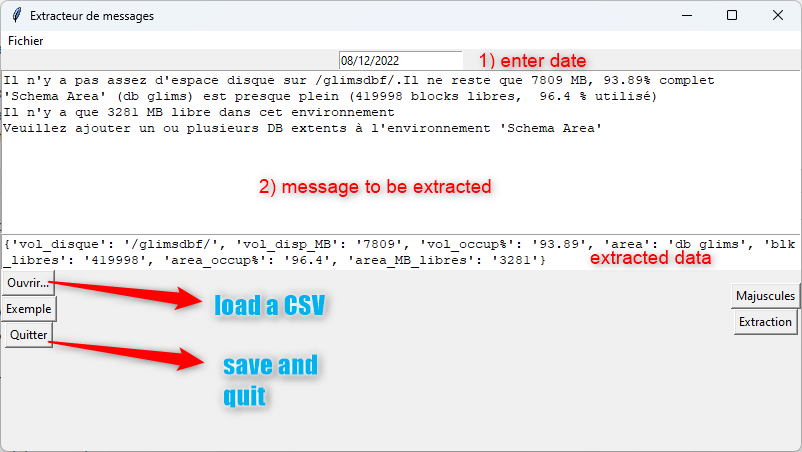 Extracteur de messages
Fichier
08/12/2022
1) enter date
Il n'y a pas assez d'espace disque sur /glimsdbf/.Il ne reste que 7809 MB, 93.89% complet
'Schema Area' (db glims) est presque plein (419998 blocks libres,  96.4 % utilisé)
Il n'y a que 3281 MB libre dans cet environnement
Veuillez ajouter un ou plusieurs DB extents à l'environnement 'Schema Area'
2) message to be extracted
{'vol_disque': '/glimsdbf/', 'vol_disp_MB': '7809', 'vol_occup%': '93.89', 'area': 'db glims', 'blk
_libres': '419998', 'area_occup%': '96.4', 'area_MB_libres': '3281'}
extracted data
Ouvrir...
load a CSV
Majuscules
Exemple
Extraction
Quitter
save and
quit